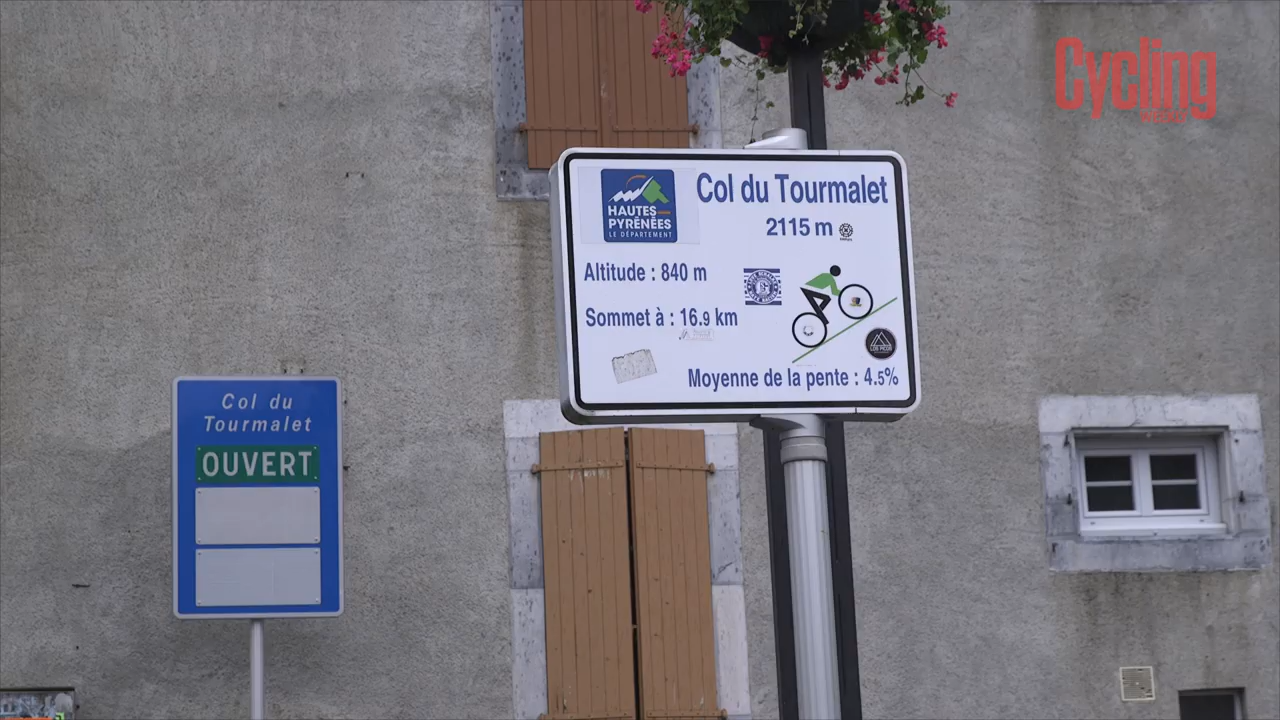 Cycling
WEEKLY
HAUTES
PYRÉNÉES
LE DÉPARTEMENT
Col du Tourmalet
2115 m
Altitude : 840 m
Sommet à : 16.9 km
Moyenne de la pente : 4.5%
Col du
Tourmalet
OUVERT